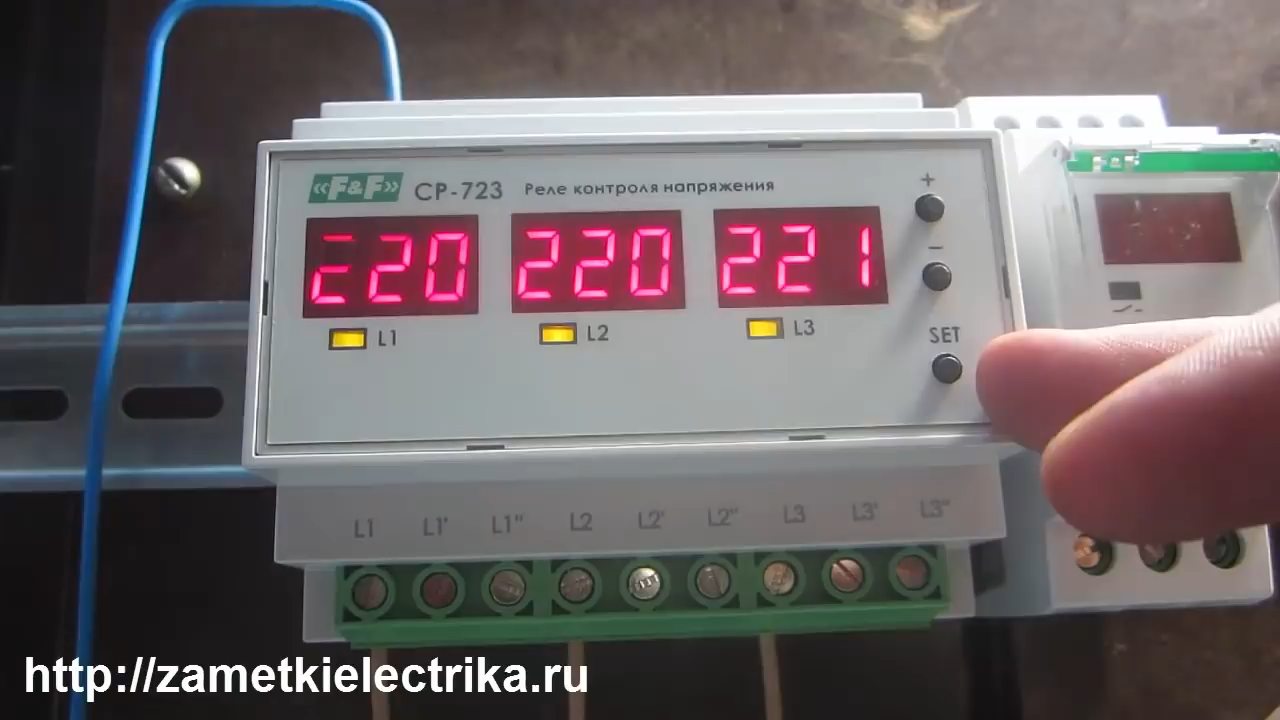 «F&F» CP-723 Реле контроля напряжения
+
220 220 221
−
L1 L2 L3
SET
L1 L1' L1" L2 L2' L2" L3 L3' L3"
http://zametkielectrika.ru